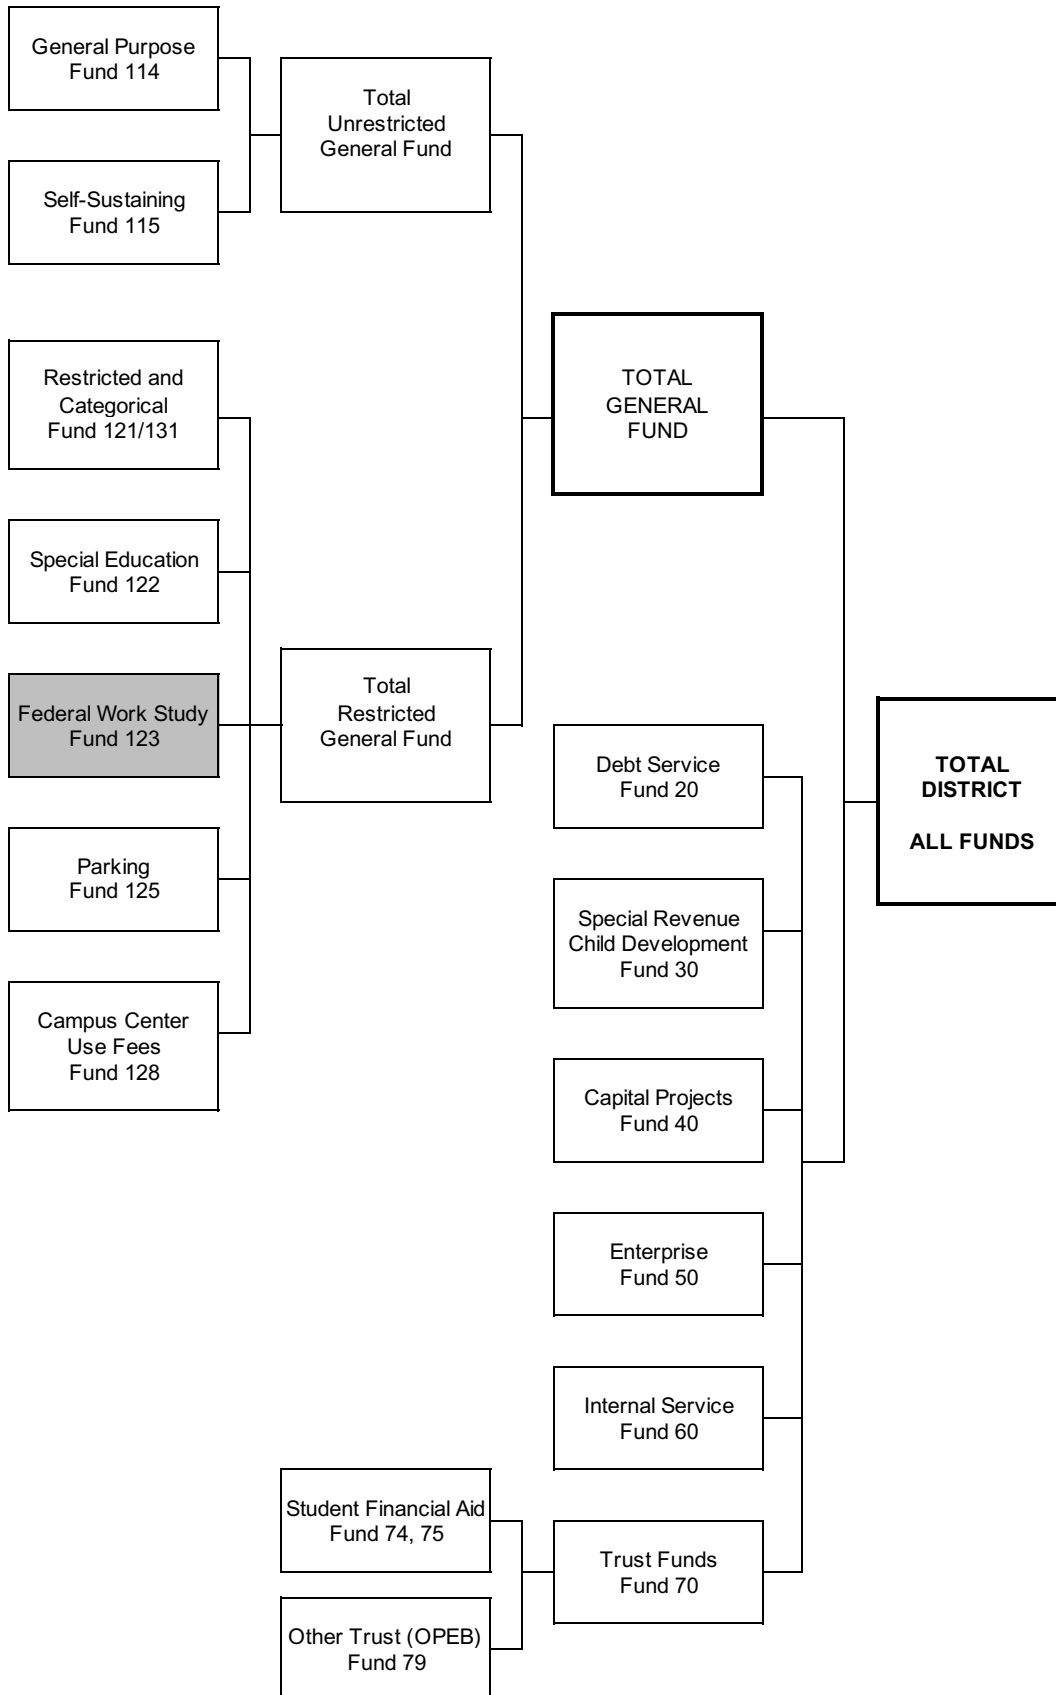 General Purpose
Fund 114
Total
Unrestricted
General Fund
Self-Sustaining
Fund 115
Restricted and
Categorical
Fund 121/131
TOTAL
GENERAL
FUND
Special Education
Fund 122
Federal Work Study
Fund 123
Total
Restricted
General Fund
Debt Service
Fund 20
TOTAL
DISTRICT
ALL FUNDS
Parking
Fund 125
Special Revenue
Child Development
Fund 30
Campus Center
Use Fees
Fund 128
Capital Projects
Fund 40
Enterprise
Fund 50
Internal Service
Fund 60
Student Financial Aid
Fund 74, 75
Trust Funds
Fund 70
Other Trust (OPEB)
Fund 79